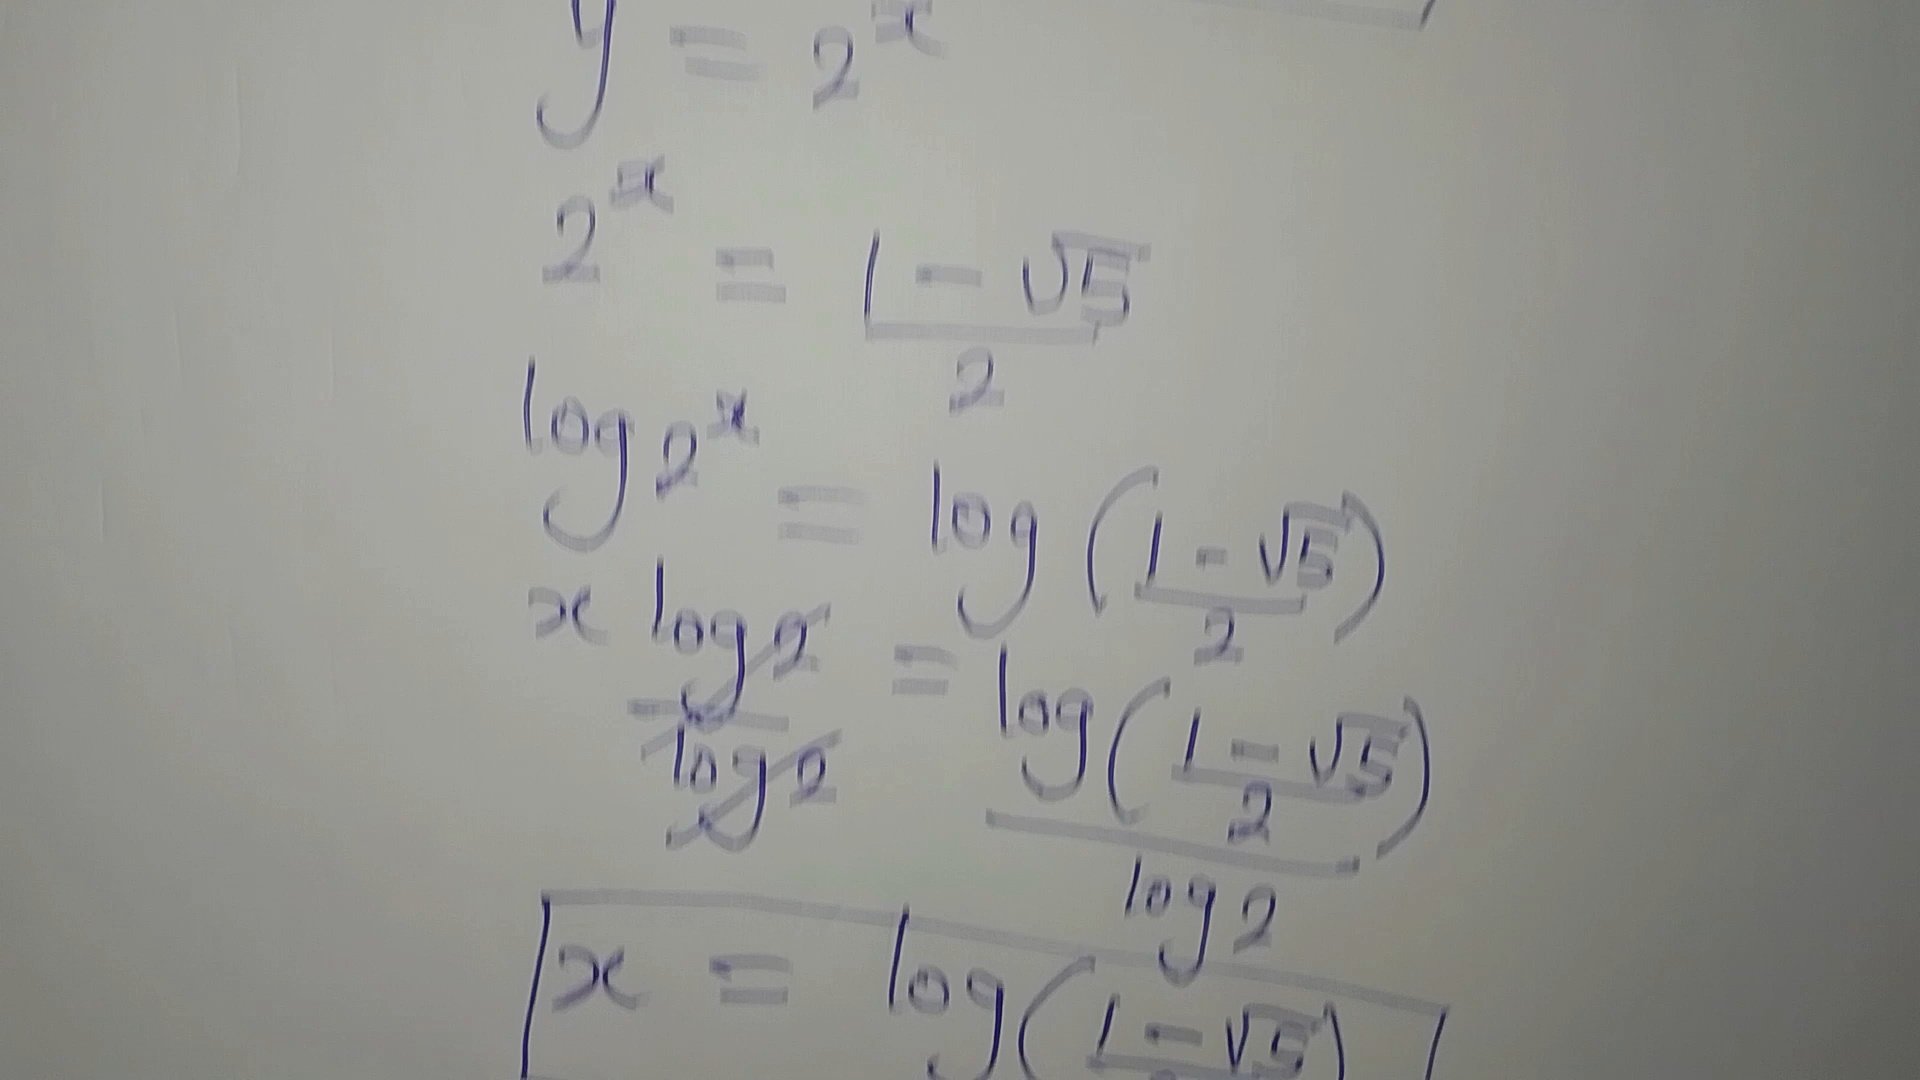 y = 2^x
2^x = (1 - √5)/2
log 2^x = log ((1 - √5)/2)
x log 2 / log 2 = log ((1 - √5)/2) / log 2
x = log ((1 - √5)